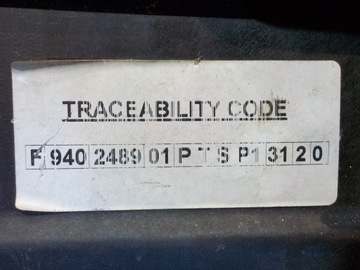 TRACEABILITY CODE
F 940 2489 01 P T S P1 31 2 0